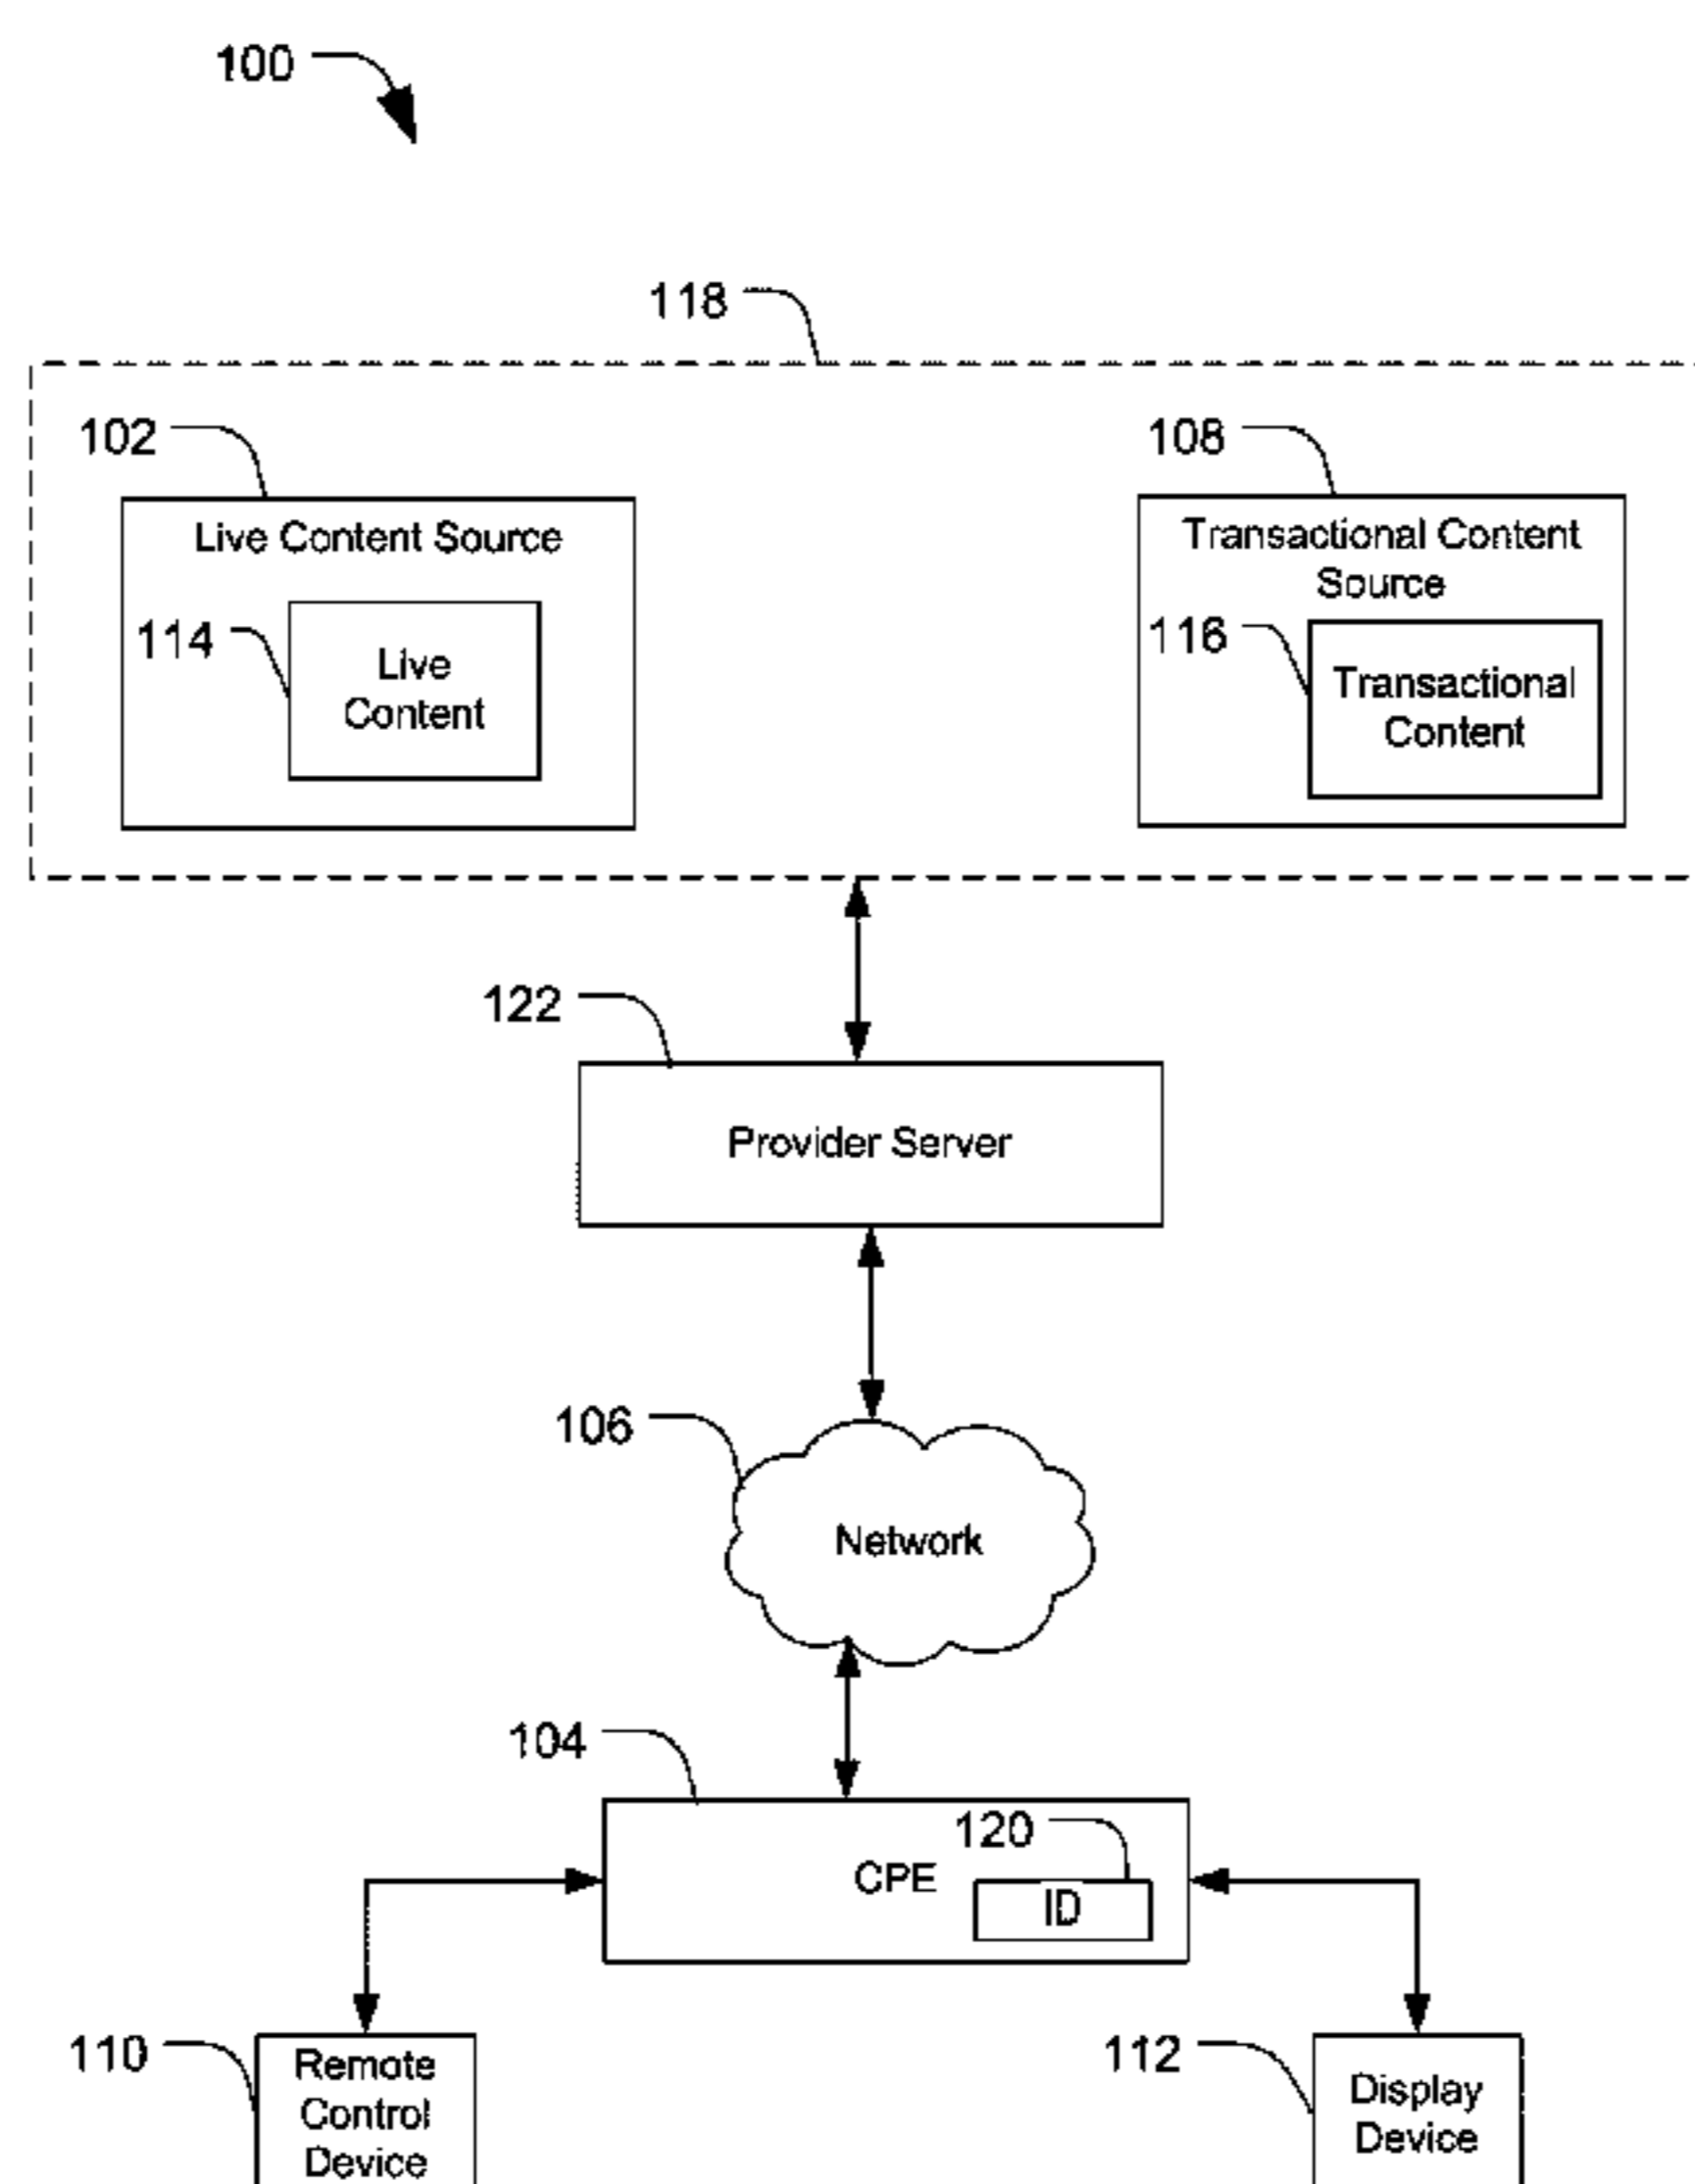 100
118
102
108
Live Content Source
Transactional Content
Source
114
116
Live
Content
Transactional
Content
122
Provider Server
106
Network
104
120
CPE
ID
110
112
Remote
Control
Device
Display
Device